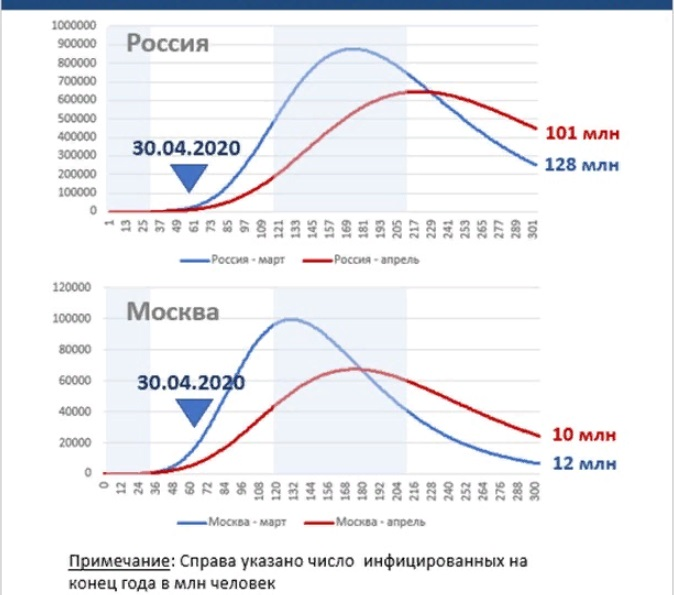 1000000
Россия
900000
800000
700000
600000
500000
400000
300000
200000
100000
0
30.04.2020
101 млн
128 млн
1 13 25 37 49 61 73 85 97 109 121 133 145 157 169 181 193 205 217 229 241 253 265 277 289 301
Россия - март Россия - апрель
120000
Москва
100000
80000
60000
40000
20000
0
30.04.2020
10 млн
12 млн
0 12 24 36 48 60 72 84 96 108 120 132 144 156 168 180 192 204 216 228 240 252 264 276 288 300
Москва - март Москва - апрель
Примечание: Справа указано число инфицированных на
конец года в млн человек